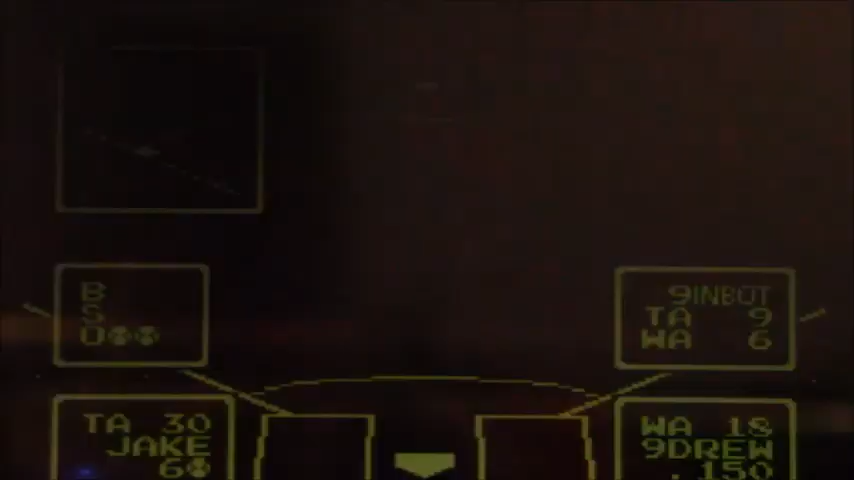 B
S
O
9INBOT
TA 9
WA 6
TA 30
JAKE
6
WA 18
9DREW
.150